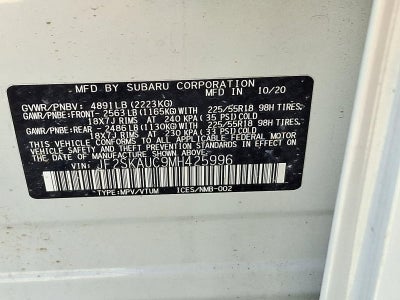 MFD. BY SUBARU CORPORATION 10/20
GVWR/PNBV: 4891LB (2223KG)
GAWR/PNBE:FRONT- 2563LB(1165KG)WITH 225/55R18 98H TIRES,
18X7J RIMS AT 240 KPA(35 PSI)COLD
GAWR/PNBE:REAR - 2486LB(1130KG)WITH 225/55R18 98H TIRES,
18X7J RIMS AT 230 KPA(33 PSI)COLD
THIS VEHICLE CONFORMS TO ALL APPLICABLE FEDERAL MOTOR
VEHICLE SAFETY, BUMPER, AND THEFT PREVENTION STANDARDS
IN EFFECT ON THE DATE OF MANUFACTURE SHOWN ABOVE.
VIN: JF2SKAUC9MH425996
TYPE:MPV/VTUM ICES/NMB-002